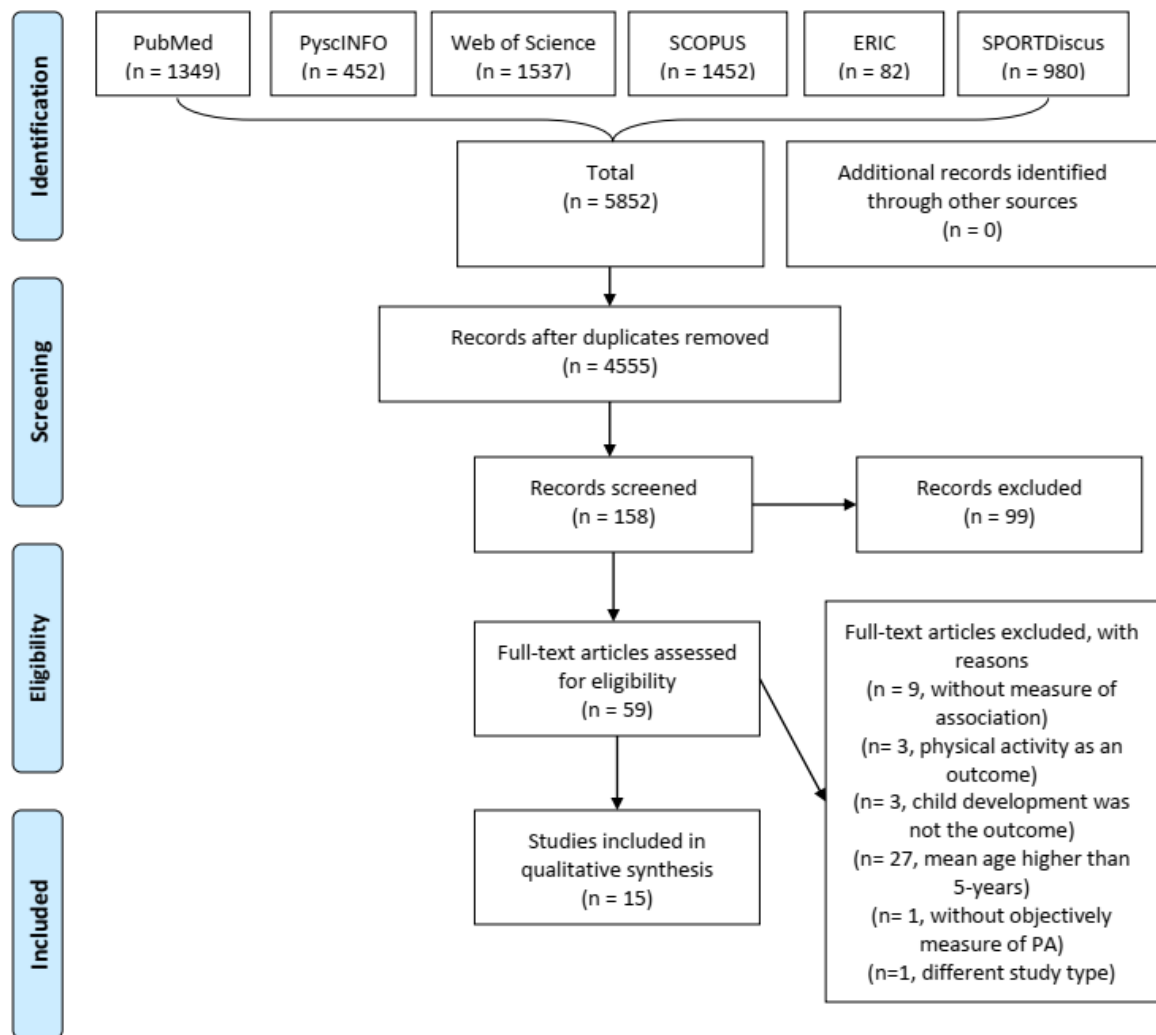 Identification
PubMed
(n = 1349)
PyscINFO
(n = 452)
Web of Science
(n = 1537)
SCOPUS
(n = 1452)
ERIC
(n = 82)
SPORTDiscus
(n = 980)
Total
(n = 5852)
Additional records identified
through other sources
(n = 0)
Screening
Records after duplicates removed
(n = 4555)
Records screened
(n = 158)
Records excluded
(n = 99)
Eligibility
Full-text articles assessed
for eligibility
(n = 59)
Full-text articles excluded, with
reasons
(n = 9, without measure of
association)
(n= 3, physical activity as an
outcome)
(n= 3, child development was
not the outcome)
(n= 27, mean age higher than
5-years)
(n= 1, without objectively
measure of PA)
(n=1, different study type)
Included
Studies included in
qualitative synthesis
(n = 15)